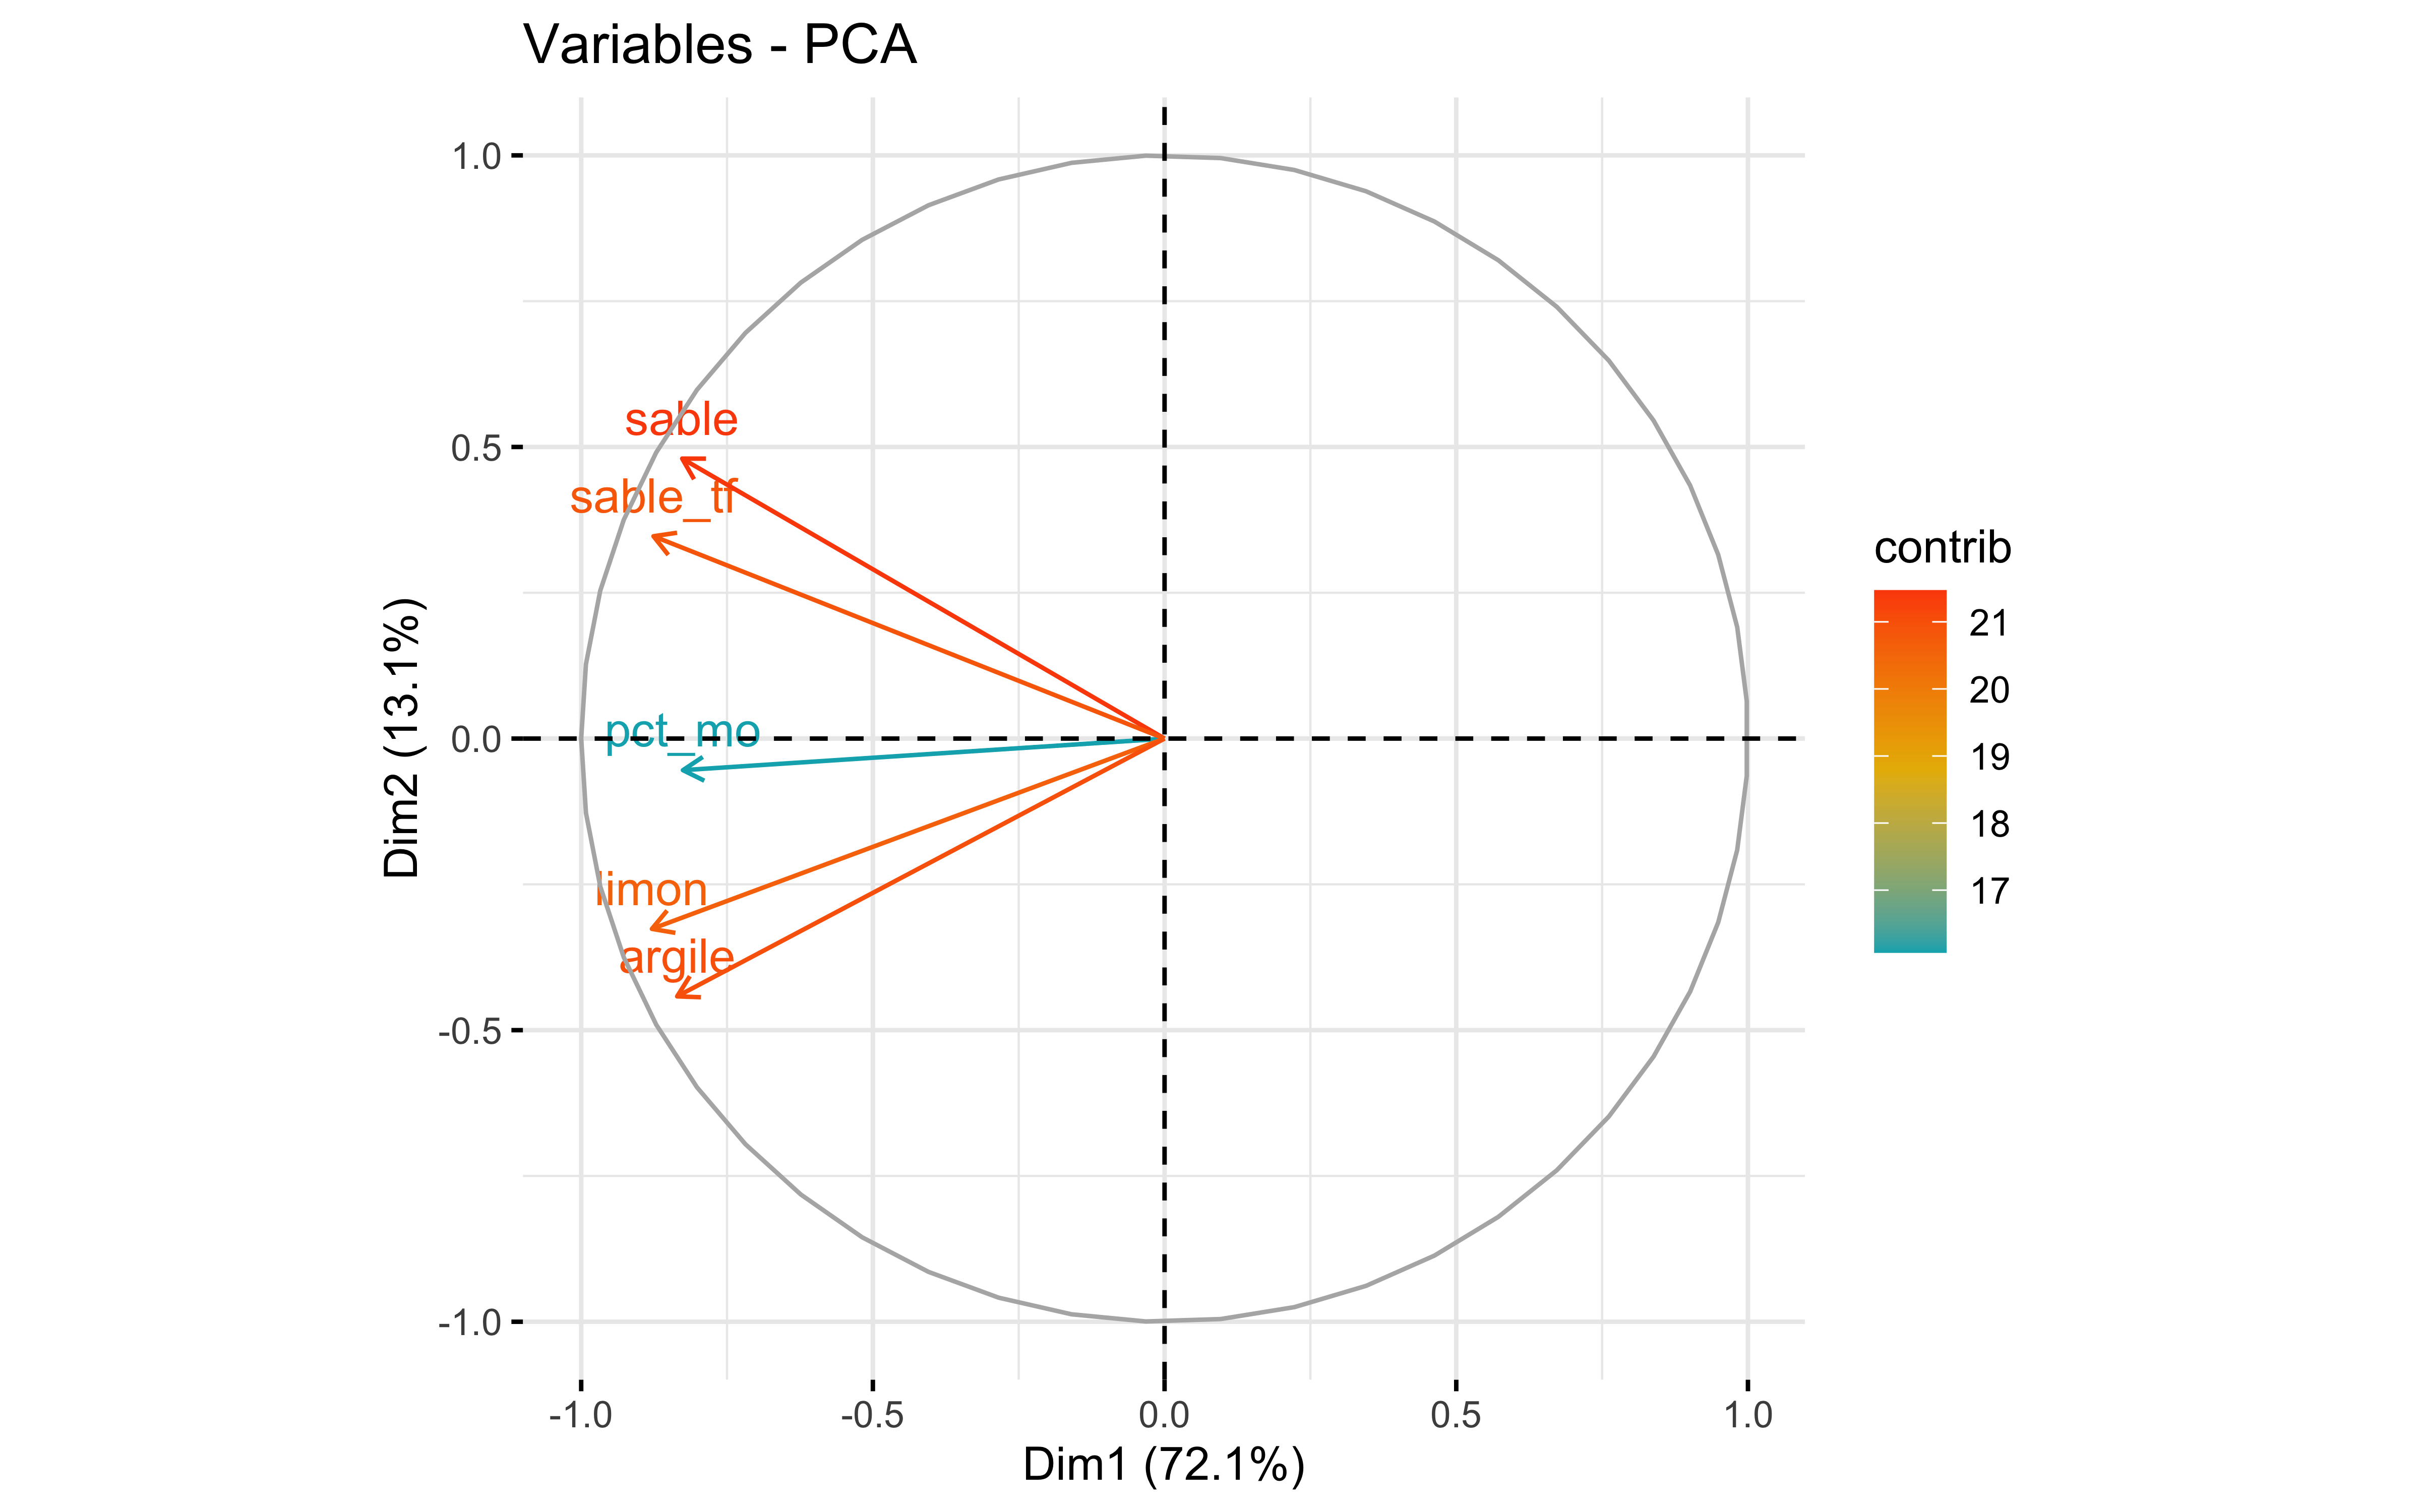 Variables - PCA
1.0
0.5
0.0
-0.5
-1.0
Dim2 (13.1%)
sable
sable_tf
pct_mo
limon
argile
-1.0
-0.5
0.0
0.5
1.0
Dim1 (72.1%)
contrib
21
20
19
18
17